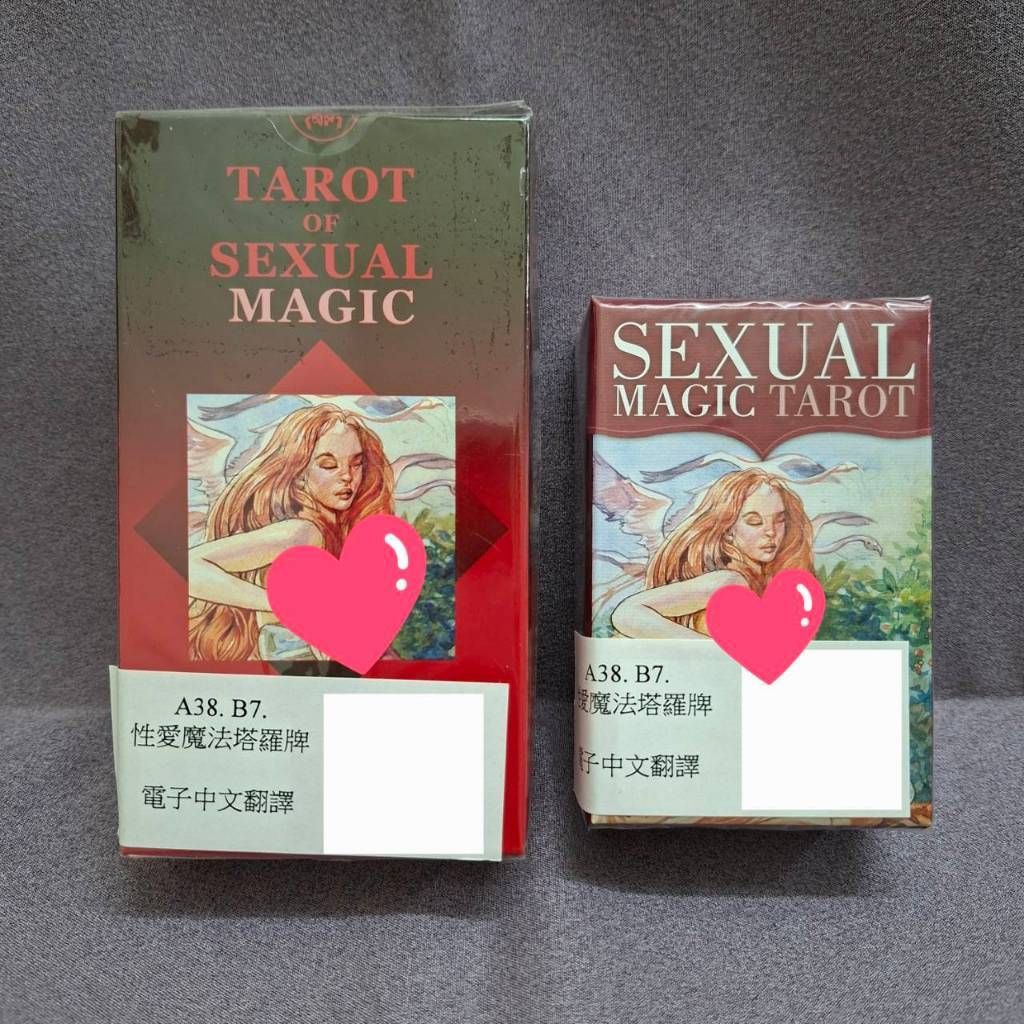 TAROT
OF
SEXUAL
MAGIC
A38. B7.
性愛魔法塔羅牌
電子中文翻譯
SEXUAL
MAGIC TAROT
A38. B7.
愛魔法塔羅牌
子中文翻譯